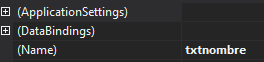 (ApplicationSettings)
(DataBindings)
(Name) txtnombre